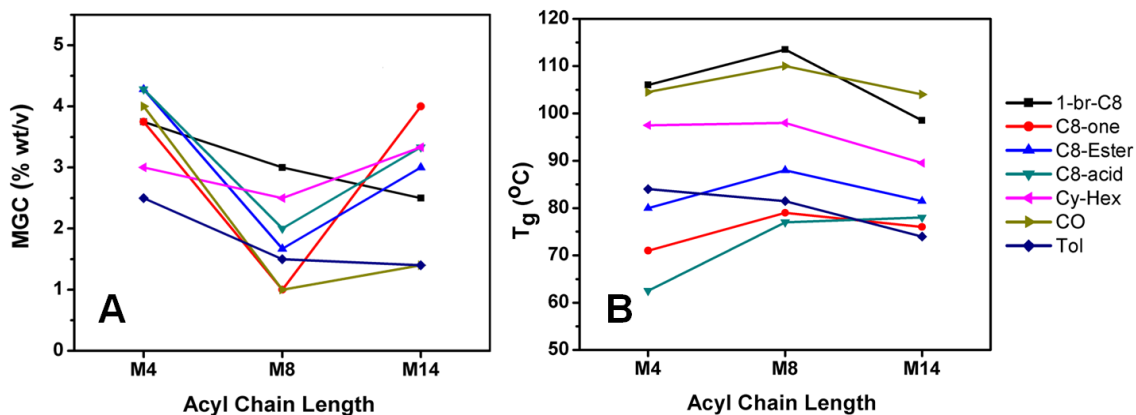 MGC (% wt/v)
5
4
3
2
1
0
A
M4 M8 M14
Acyl Chain Length
Tg (°C)
120
110
100
90
80
70
60
50
B
M4 M8 M14
Acyl Chain Length
1-br-C8
C8-one
C8-Ester
C8-acid
Cy-Hex
CO
Tol